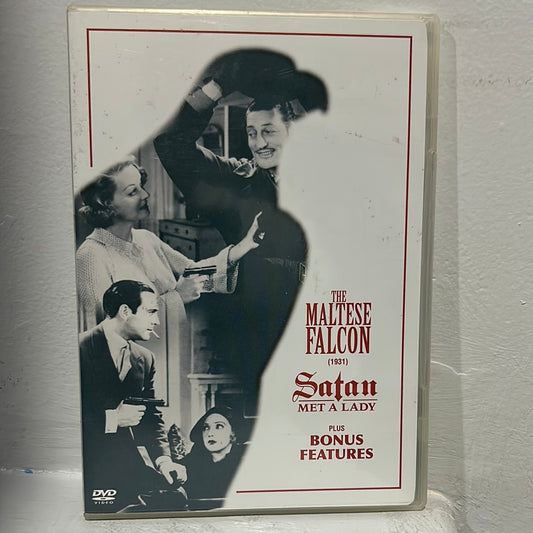 THE
MALTESE
FALCON
(1931)
Satan
MET A LADY
PLUS
BONUS
FEATURES
DVD
VIDEO